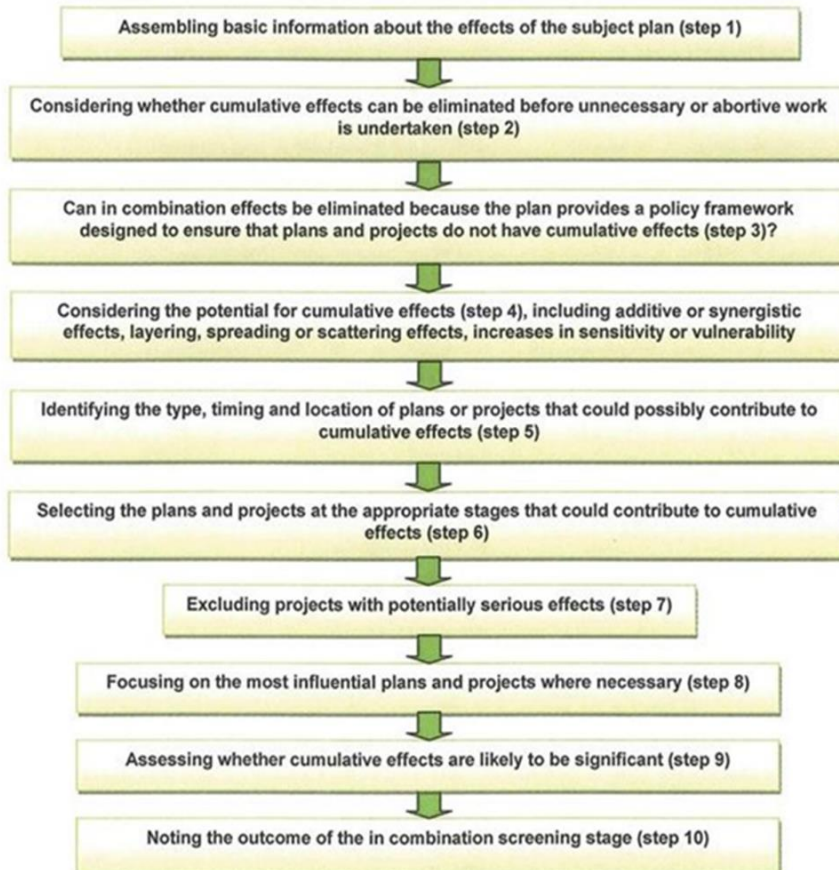 Assembling basic information about the effects of the subject plan (step 1)
Considering whether cumulative effects can be eliminated before unnecessary or abortive work
is undertaken (step 2)
Can in combination effects be eliminated because the plan provides a policy framework
designed to ensure that plans and projects do not have cumulative effects (step 3)?
Considering the potential for cumulative effects (step 4), including additive or synergistic
effects, layering, spreading or scattering effects, increases in sensitivity or vulnerability
Identifying the type, timing and location of plans or projects that could possibly contribute to
cumulative effects (step 5)
Selecting the plans and projects at the appropriate stages that could contribute to cumulative
effects (step 6)
Excluding projects with potentially serious effects (step 7)
Focusing on the most influential plans and projects where necessary (step 8)
Assessing whether cumulative effects are likely to be significant (step 9)
Noting the outcome of the in combination screening stage (step 10)